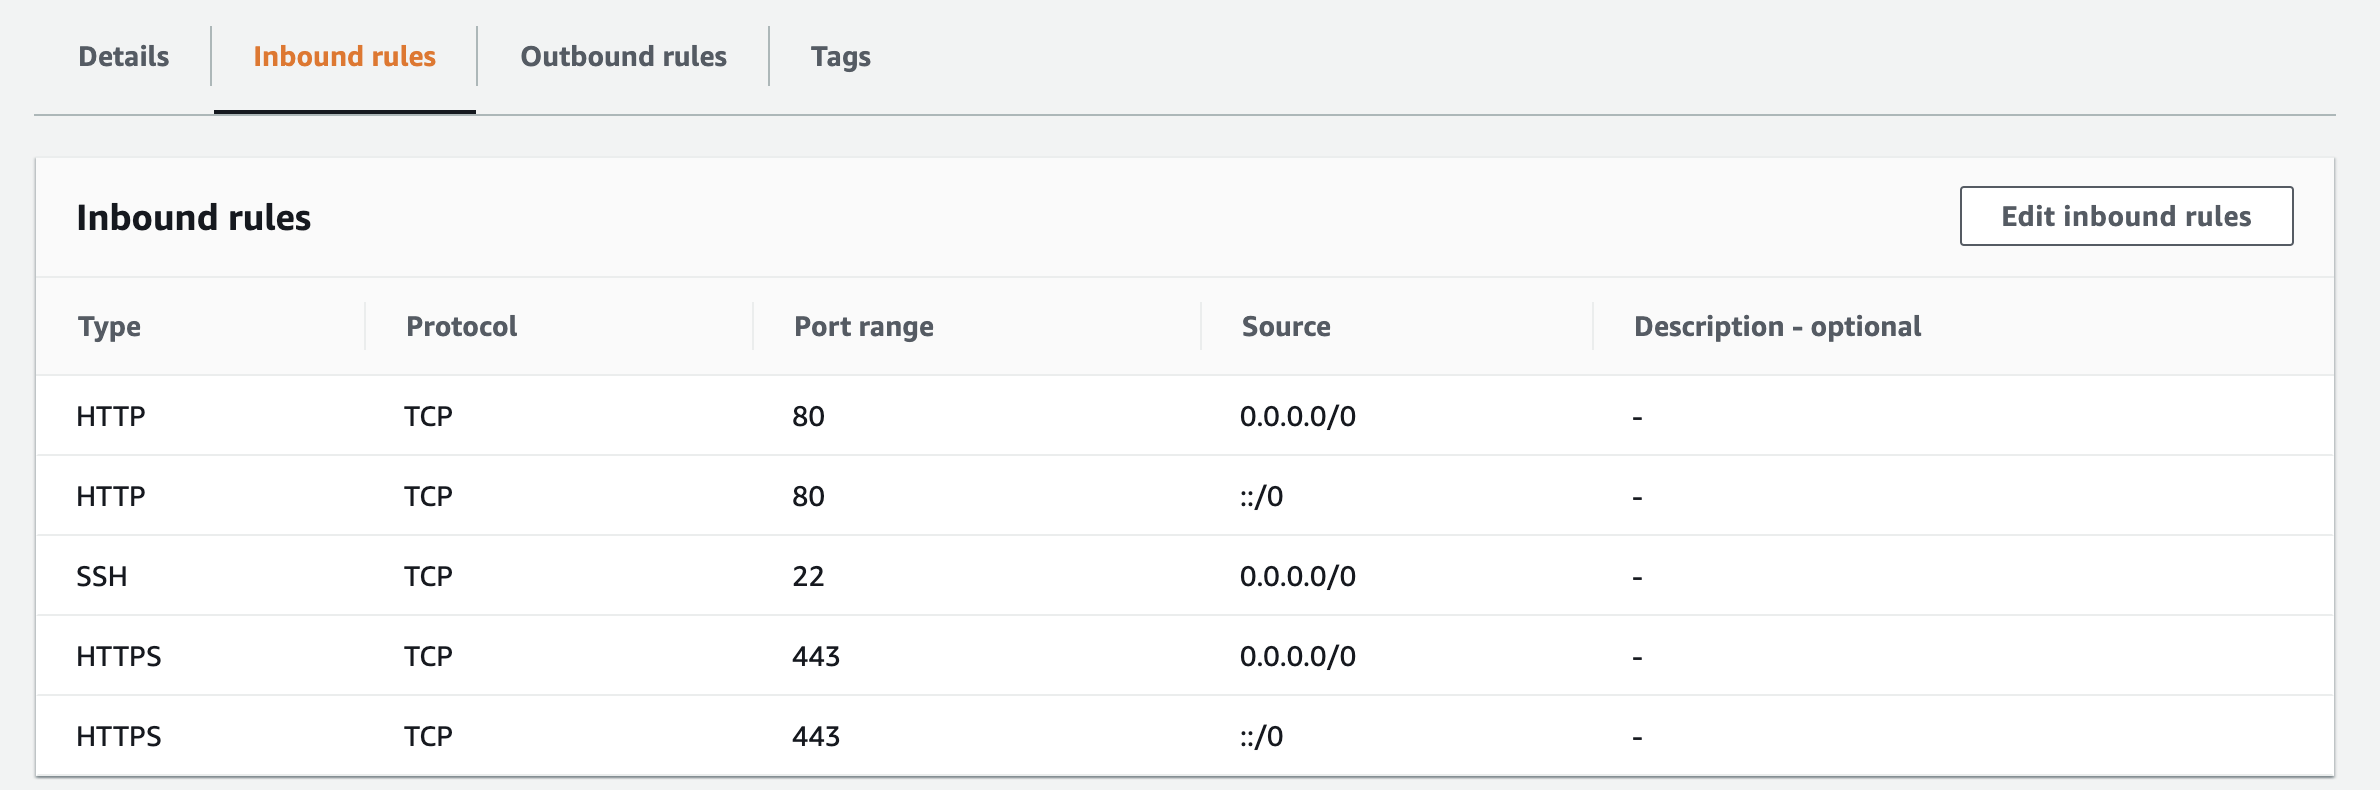 Details Inbound rules Outbound rules Tags
Inbound rules Edit inbound rules
Type Protocol Port range Source Description - optional
HTTP TCP 80 0.0.0.0/0 -
HTTP TCP 80 ::/0 -
SSH TCP 22 0.0.0.0/0 -
HTTPS TCP 443 0.0.0.0/0 -
HTTPS TCP 443 ::/0 -